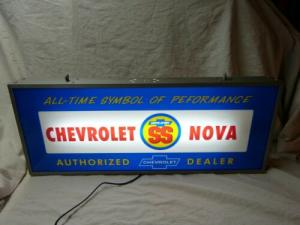 ALL-TIME SYMBOL OF PEFORMANCE
CHEVROLET SS NOVA
AUTHORIZED CHEVROLET DEALER